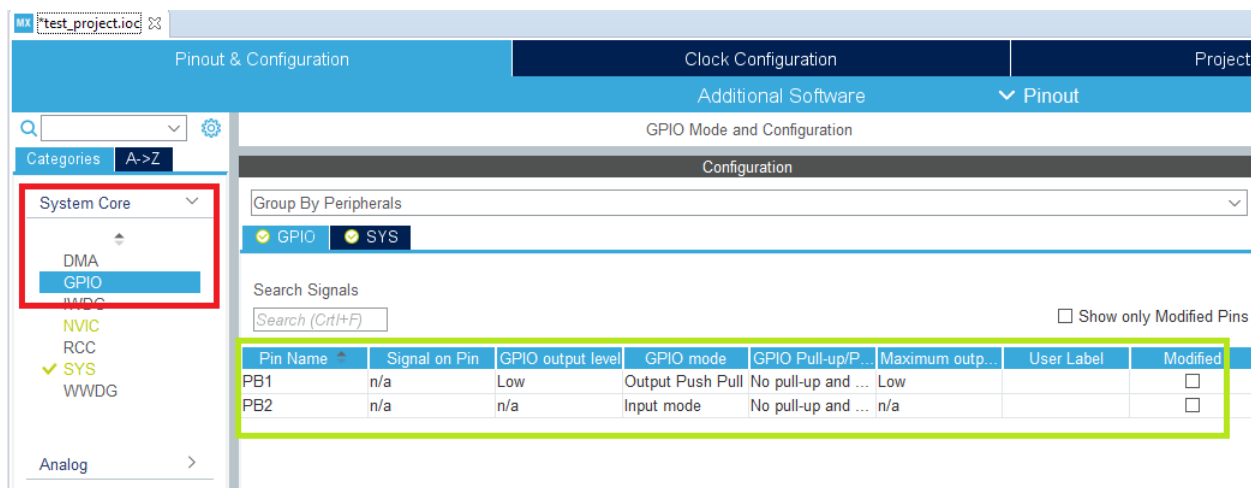 MX *test_project.ioc
Pinout & Configuration
Clock Configuration
Project
Additional Software
Pinout
GPIO Mode and Configuration
Categories
A->Z
Configuration
System Core
Group By Peripherals
GPIO
SYS
DMA
GPIO
IWDG
NVIC
RCC
SYS
WWDG
Search Signals
Search (Crtl+F)
Show only Modified Pins
Pin Name Signal on Pin GPIO output level GPIO mode GPIO Pull-up/P... Maximum outp... User Label Modified
PB1 n/a Low Output Push Pull No pull-up and ... Low
PB2 n/a n/a Input mode No pull-up and ... n/a
Analog